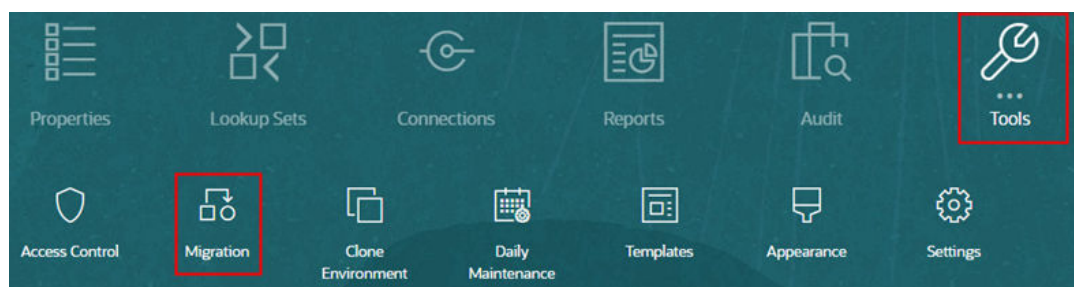 Properties
Lookup Sets
Connections
Reports
Audit
Tools
Access Control
Migration
Clone
Environment
Daily
Maintenance
Templates
Appearance
Settings